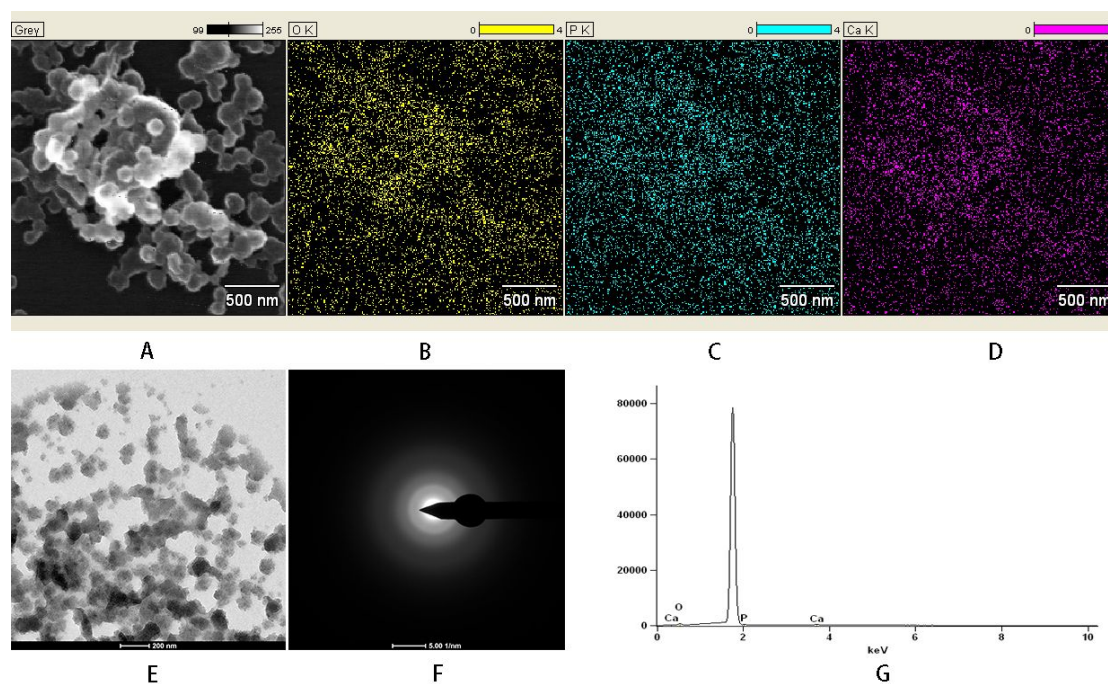 Grey 99 255 O K 0 4 P K 0 4 Ca K 0
500 nm 500 nm 500 nm 500 nm
A B C D
80000
60000
40000
20000
0
O
Ca P Ca
0 2 4 6 8 10
keV
200 nm 5.00 1/nm
E F G